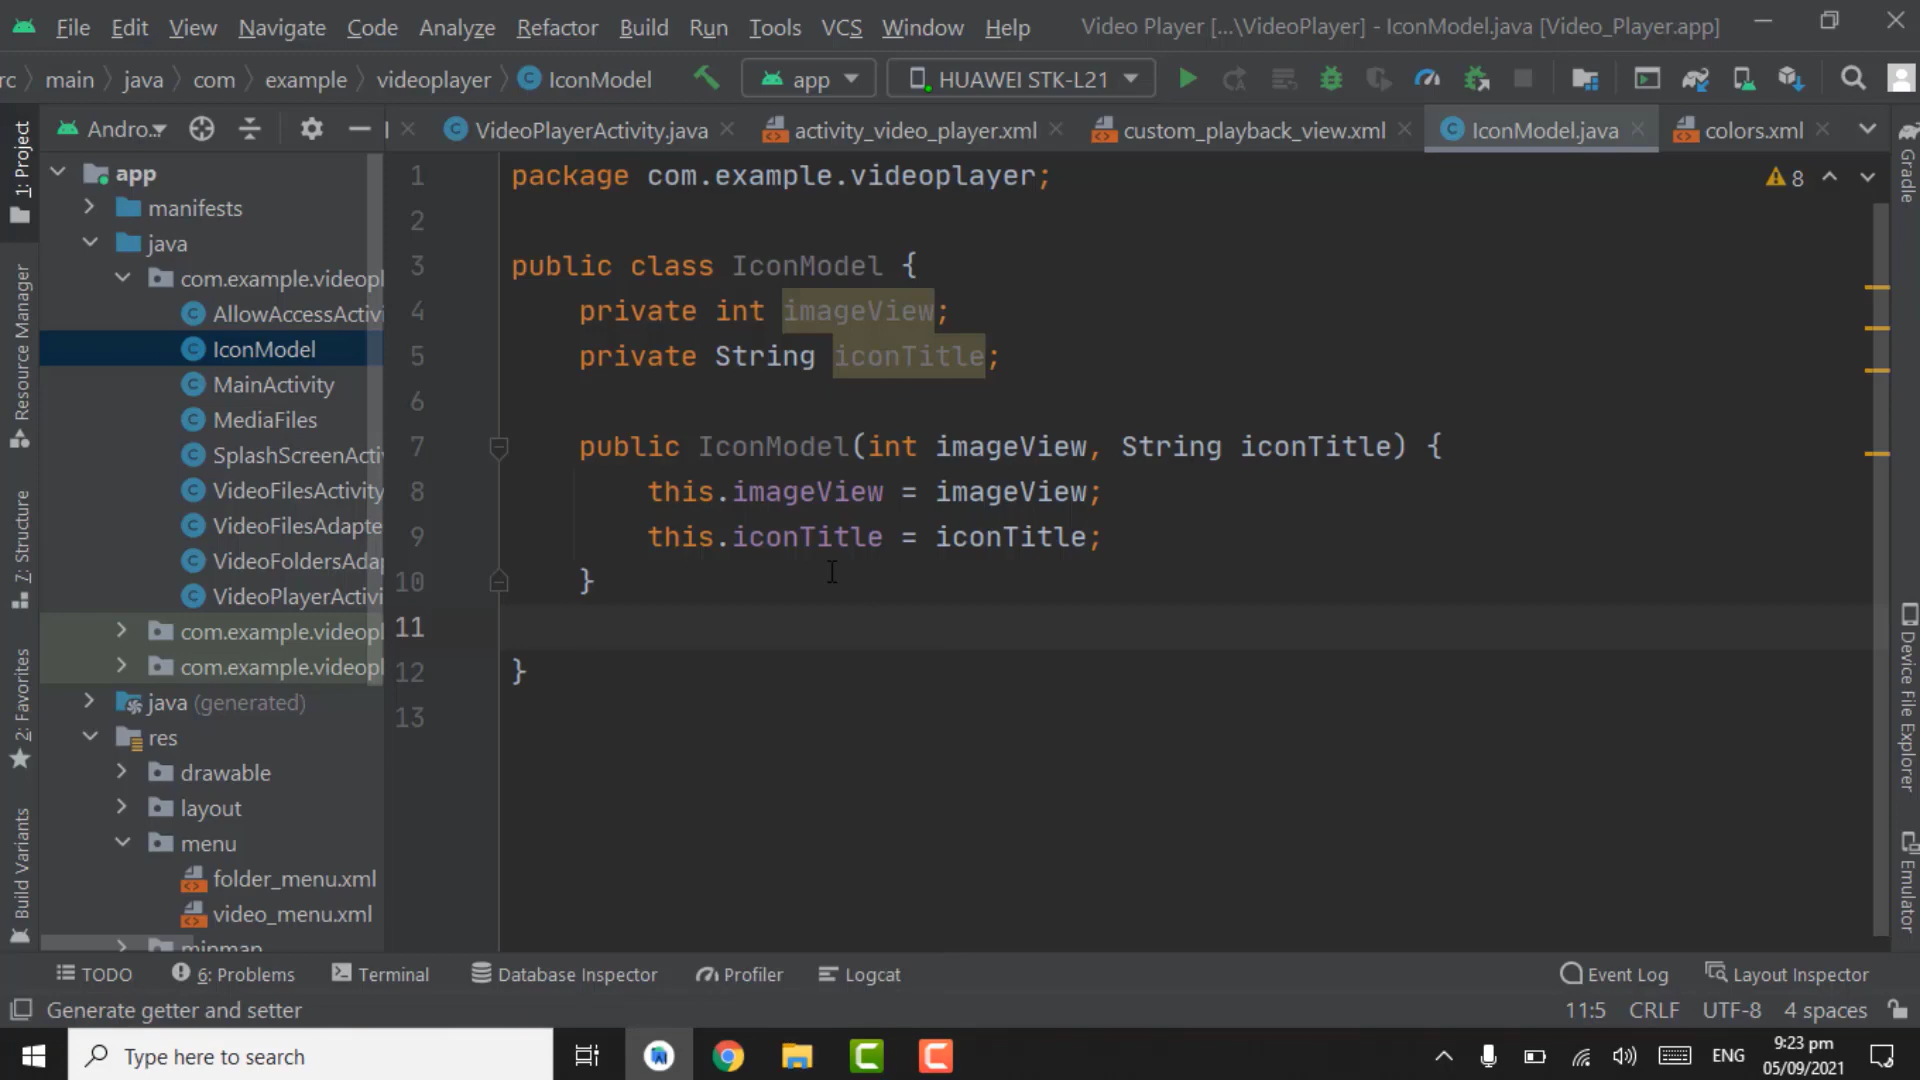 File Edit View Navigate Code Analyze Refactor Build Run Tools VCS Window Help Video Player [...\VideoPlayer] - IconModel.java [Video_Player.app]
rc main java com example videoplayer IconModel app HUAWEI STK-L21
Andro... VideoPlayerActivity.java activity_video_player.xml custom_playback_view.xml IconModel.java colors.xml
1: Project
Resource Manager
7: Structure
2: Favorites
Build Variants
app
manifests
java
com.example.videopl
AllowAccessActivi
IconModel
MainActivity
MediaFiles
SplashScreenActi
VideoFilesActivity
VideoFilesAdapte
VideoFoldersAdap
VideoPlayerActivi
com.example.videopl
com.example.videopl
java (generated)
res
drawable
layout
menu
folder_menu.xml
video_menu.xml
mipmap
1 package com.example.videoplayer;
2
3 public class IconModel {
4 private int imageView;
5 private String iconTitle;
6
7 public IconModel(int imageView, String iconTitle) {
8 this.imageView = imageView;
9 this.iconTitle = iconTitle;
10 }
11
12 }
13
8
Gradle
Device File Explorer
Emulator
TODO 6: Problems Terminal Database Inspector Profiler Logcat Event Log Layout Inspector
Generate getter and setter 11:5 CRLF UTF-8 4 spaces
Type here to search ENG 9:23 pm
05/09/2021